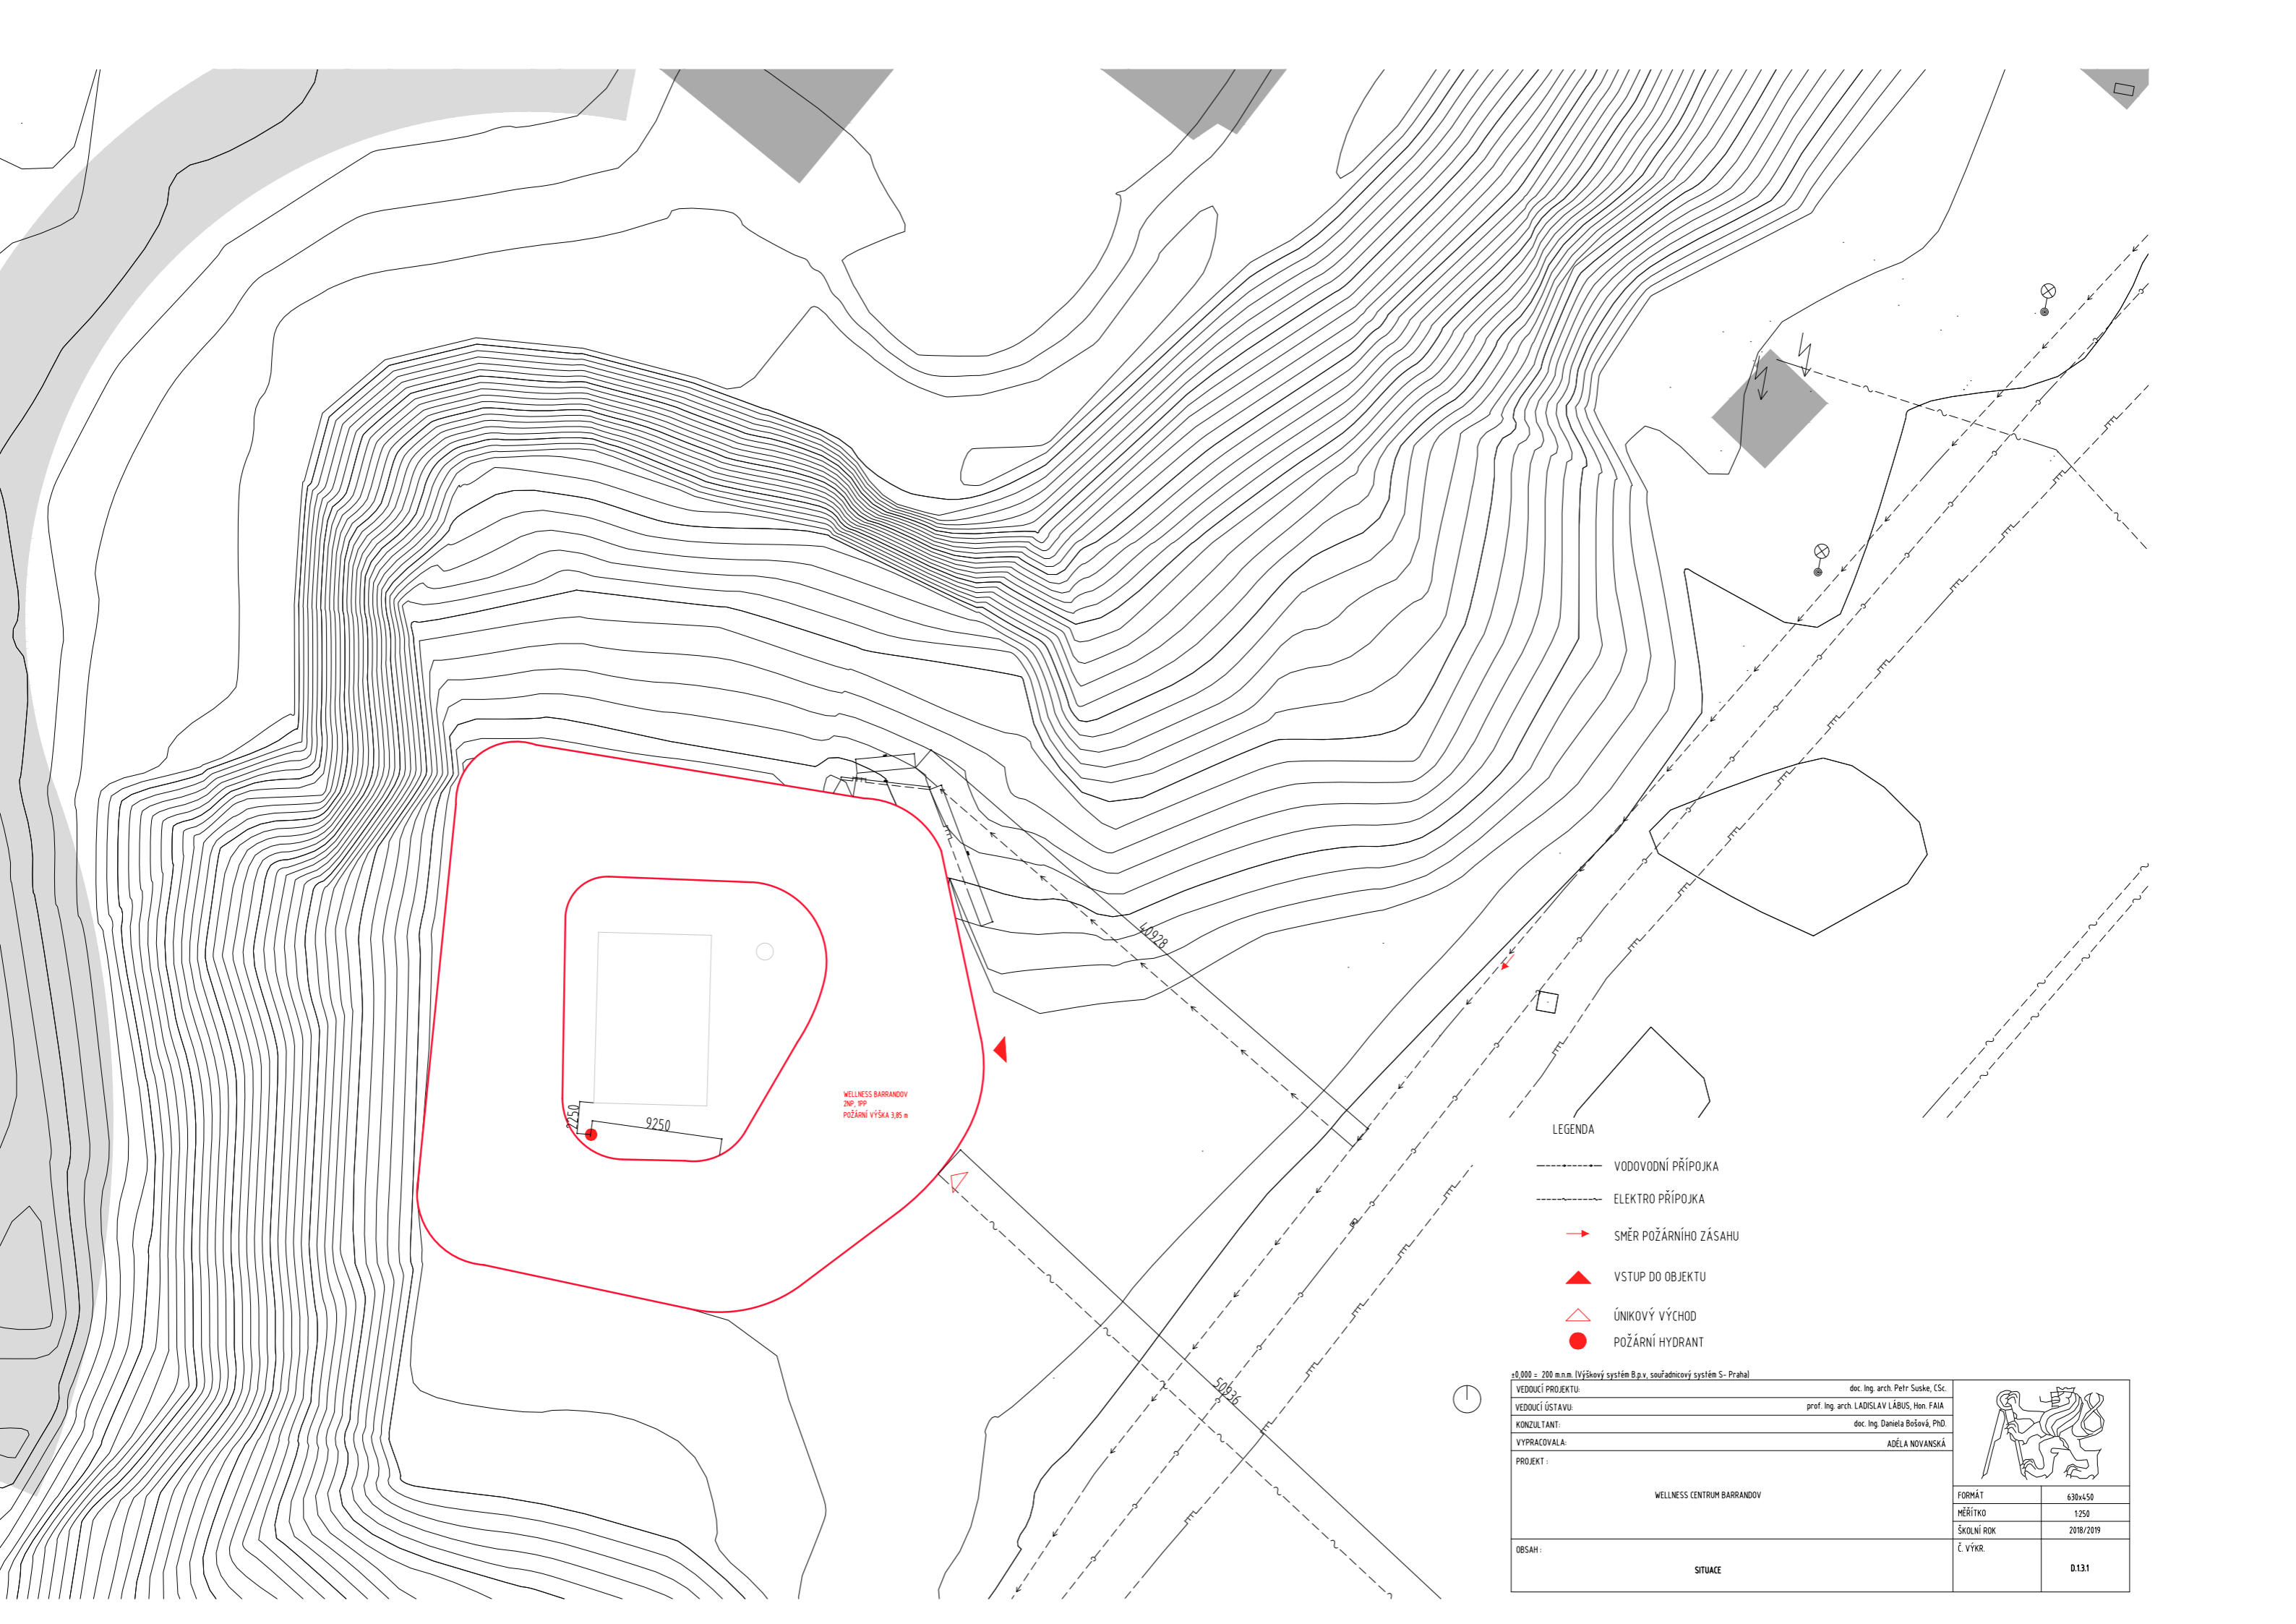 40928
WELLNESS BARRANDOV
2NP, 1PP
POŽÁRNÍ VÝŠKA 3,85 m
2250
9250
50936
LEGENDA
VODOVODNÍ PŘÍPOJKA
ELEKTRO PŘÍPOJKA
SMĚR POŽÁRNÍHO ZÁSAHU
VSTUP DO OBJEKTU
ÚNIKOVÝ VÝCHOD
POŽÁRNÍ HYDRANT
±0,000 = 200 m.n.m. (Výškový systém B.p.v, souřadnicový systém S- Praha)
VEDOUCÍ PROJEKTU: doc. Ing. arch. Petr Suske, CSc.
VEDOUCÍ ÚSTAVU: prof. Ing. arch. LADISLAV LÁBUS, Hon. FAIA
KONZULTANT: doc. Ing. Daniela Bošová, PhD.
VYPRACOVALA: ADÉLA NOVANSKÁ
PROJEKT :
WELLNESS CENTRUM BARRANDOV
FORMÁT 630x450
MĚŘÍTKO 1:250
ŠKOLNÍ ROK 2018/2019
OBSAH :
SITUACE
Č. VÝKR.
D.1.3.1